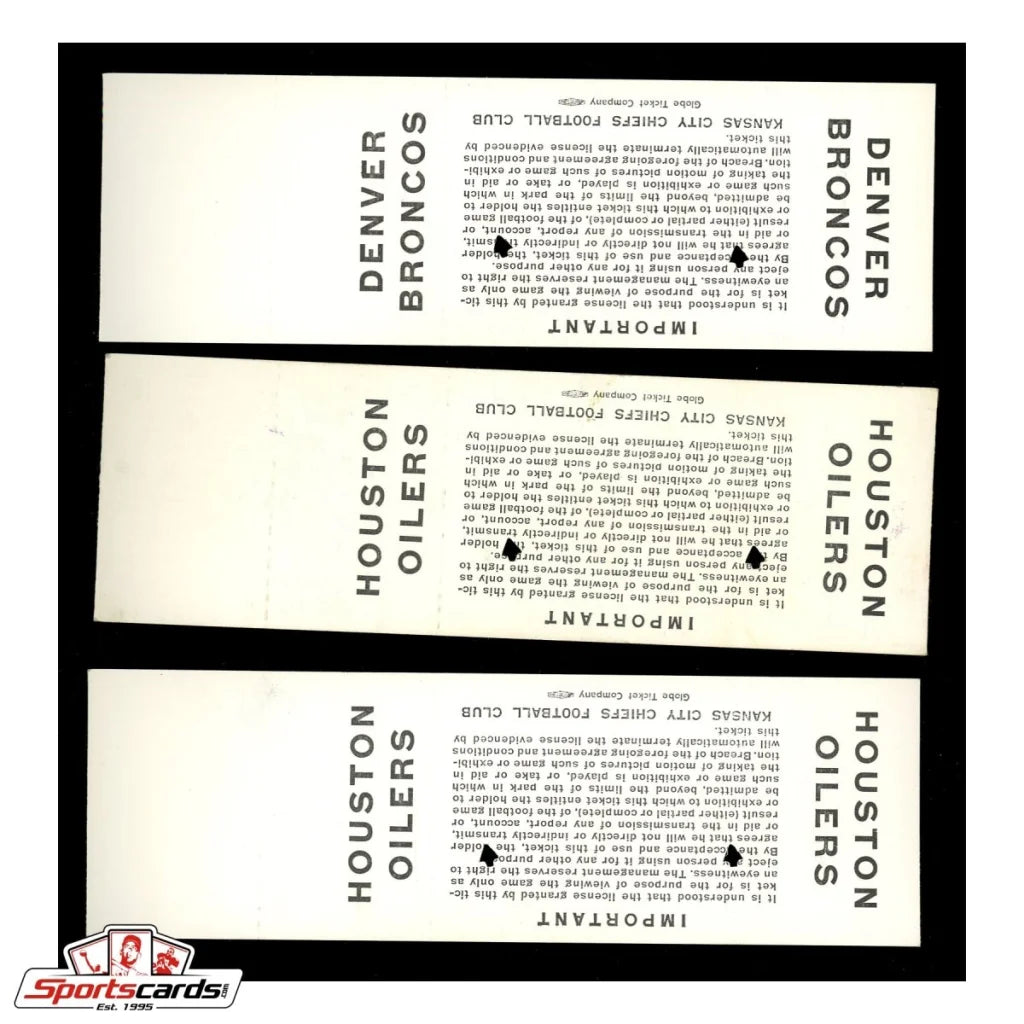 DENVER
BRONCOS
IMPORTANT
It is understood that the license granted by this tic-
ket is for the purpose of viewing the game only as
an eyewitness. The management reserves the right to
eject any person using it for any other purpose.
By the acceptance and use of this ticket, the holder
agrees that he will not directly or indirectly transmit,
or aid in the transmission of any report, account, or
result (either partial or complete), of the football game
or exhibition to which this ticket entitles the holder to
be admitted, beyond the limits of the park in which
such game or exhibition is played, or take or aid in
the taking of motion pictures of such game or exhibi-
tion. Breach of the foregoing agreement and conditions
will automatically terminate the license evidenced by
this ticket.
KANSAS CITY CHIEFS FOOTBALL CLUB
Globe Ticket Company
DENVER
BRONCOS
HOUSTON
OILERS
IMPORTANT
It is understood that the license granted by this tic-
ket is for the purpose of viewing the game only as
an eyewitness. The management reserves the right to
eject any person using it for any other purpose.
By the acceptance and use of this ticket, the holder
agrees that he will not directly or indirectly transmit,
or aid in the transmission of any report, account, or
result (either partial or complete), of the football game
or exhibition to which this ticket entitles the holder to
be admitted, beyond the limits of the park in which
such game or exhibition is played, or take or aid in
the taking of motion pictures of such game or exhibi-
tion. Breach of the foregoing agreement and conditions
will automatically terminate the license evidenced by
this ticket.
KANSAS CITY CHIEFS FOOTBALL CLUB
Globe Ticket Company
HOUSTON
OILERS
HOUSTON
OILERS
IMPORTANT
It is understood that the license granted by this tic-
ket is for the purpose of viewing the game only as
an eyewitness. The management reserves the right to
eject any person using it for any other purpose.
By the acceptance and use of this ticket, the holder
agrees that he will not directly or indirectly transmit,
or aid in the transmission of any report, account, or
result (either partial or complete), of the football game
or exhibition to which this ticket entitles the holder to
be admitted, beyond the limits of the park in which
such game or exhibition is played, or take or aid in
the taking of motion pictures of such game or exhibi-
tion. Breach of the foregoing agreement and conditions
will automatically terminate the license evidenced by
this ticket.
KANSAS CITY CHIEFS FOOTBALL CLUB
Globe Ticket Company
HOUSTON
OILERS
Sportscards.com
Est. 1995